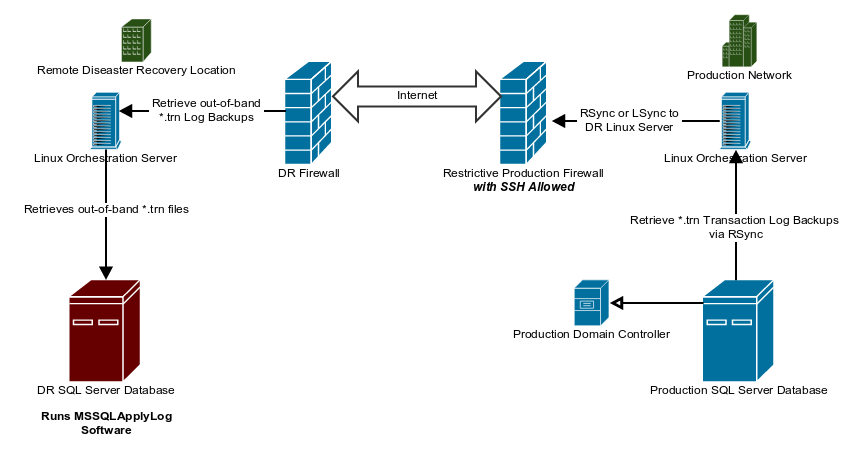 Remote Diseaster Recovery Location
Production Network
Internet
Retrieve out-of-band
*.trn Log Backups
RSync or LSync to
DR Linux Server
Linux Orchestration Server
DR Firewall
Restrictive Production Firewall
with SSH Allowed
Linux Orchestration Server
Retrieves out-of-band *.trn files
Retrieve *.trn Transaction Log Backups
via RSync
Production Domain Controller
DR SQL Server Database
Production SQL Server Database
Runs MSSQLApplyLog
Software